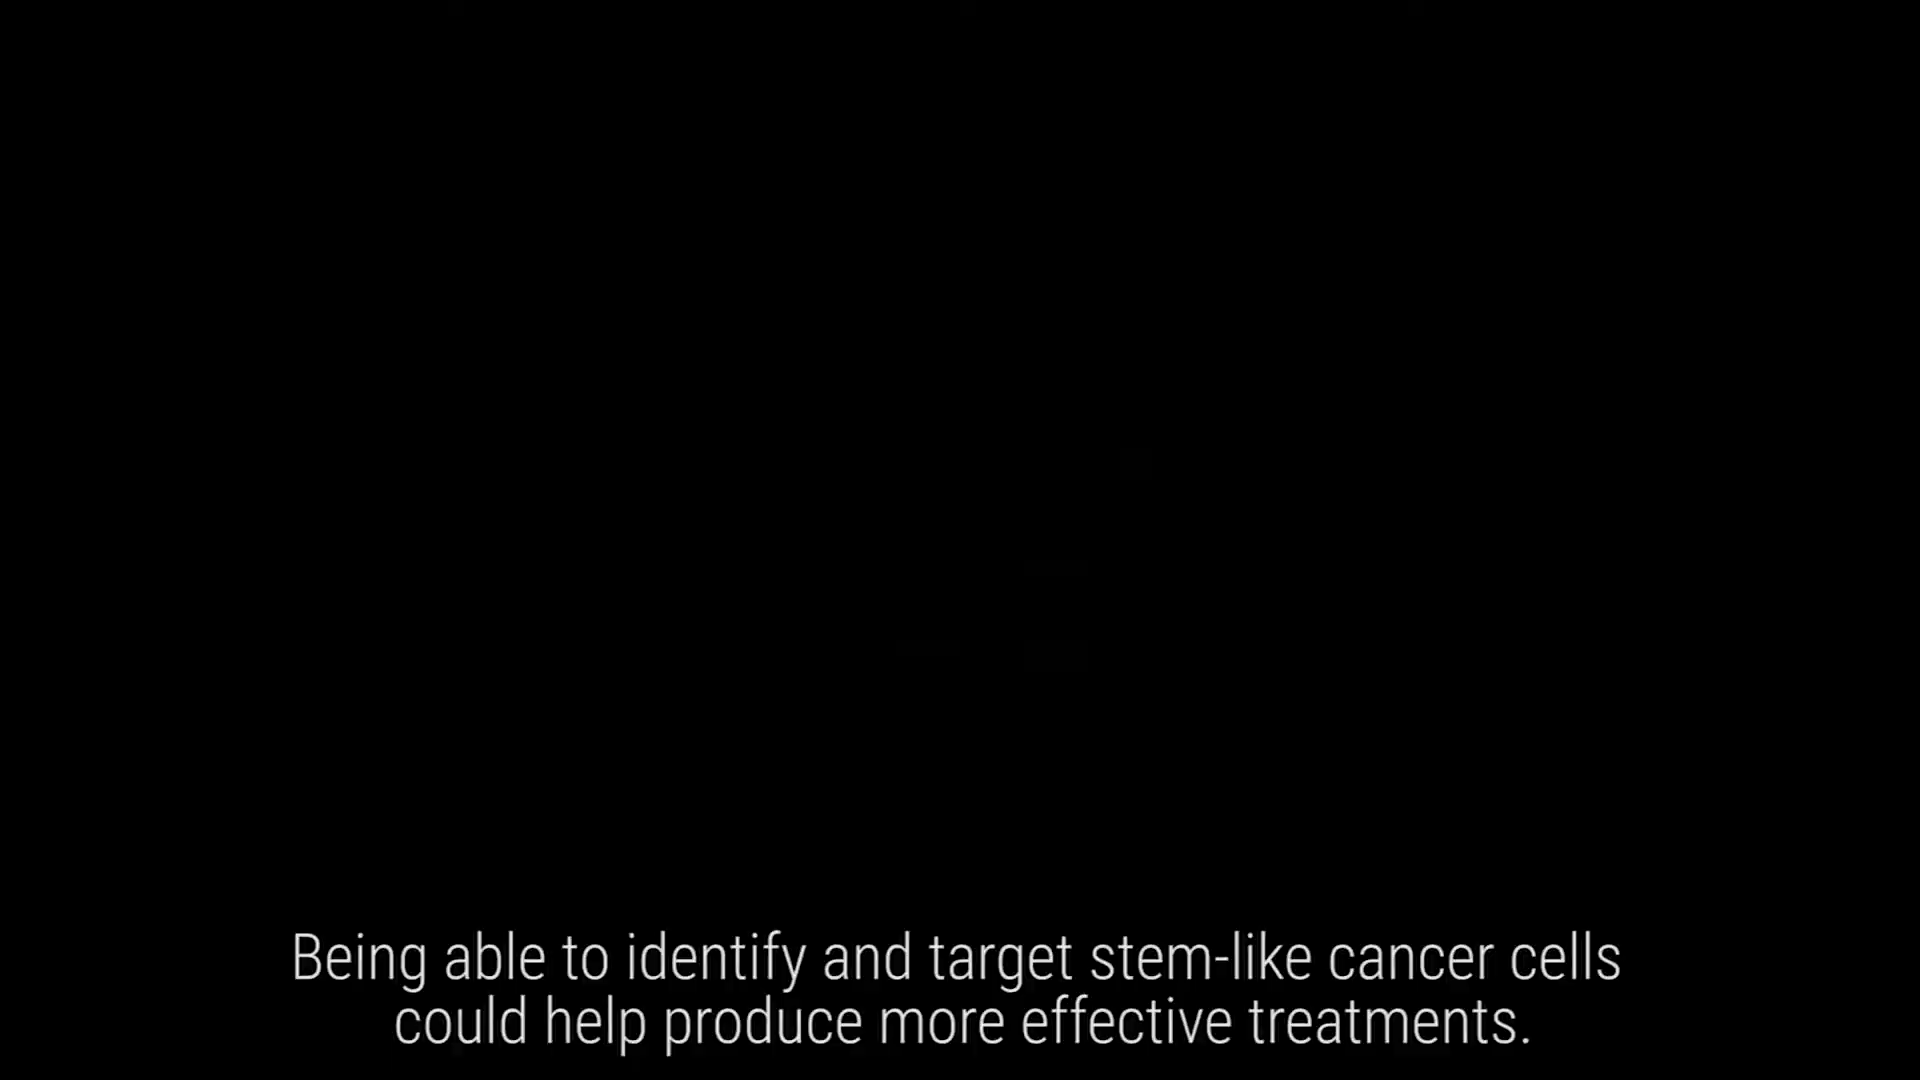 Being able to identify and target stem-like cancer cells
could help produce more effective treatments.